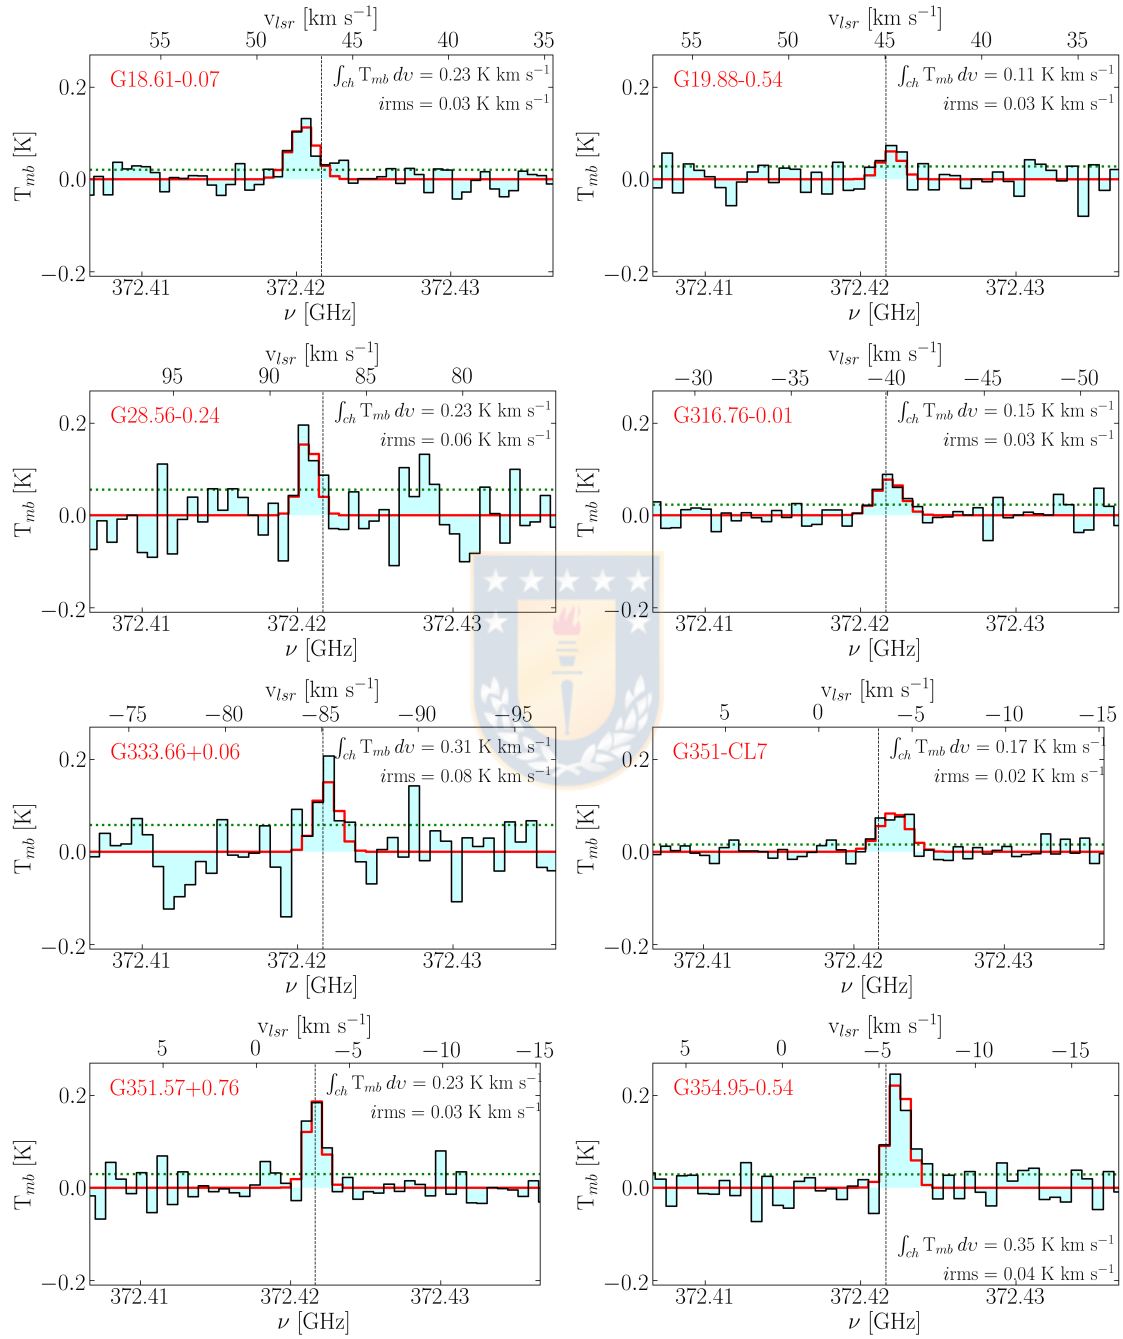 v_lsr [km s⁻¹]
55 50 45 40 35
G18.61-0.07
∫_ch T_mb dυ = 0.23 K km s⁻¹
irms = 0.03 K km s⁻¹
T_mb [K]
0.2
0.0
−0.2
372.41 372.42 372.43
ν [GHz]
v_lsr [km s⁻¹]
55 50 45 40 35
G19.88-0.54
∫_ch T_mb dυ = 0.11 K km s⁻¹
irms = 0.03 K km s⁻¹
T_mb [K]
0.2
0.0
−0.2
372.41 372.42 372.43
ν [GHz]
v_lsr [km s⁻¹]
95 90 85 80
G28.56-0.24
∫_ch T_mb dυ = 0.23 K km s⁻¹
irms = 0.06 K km s⁻¹
T_mb [K]
0.2
0.0
−0.2
372.41 372.42 372.43
ν [GHz]
v_lsr [km s⁻¹]
−30 −35 −40 −45 −50
G316.76-0.01
∫_ch T_mb dυ = 0.15 K km s⁻¹
irms = 0.03 K km s⁻¹
T_mb [K]
0.2
0.0
−0.2
372.41 372.42 372.43
ν [GHz]
v_lsr [km s⁻¹]
−75 −80 −85 −90 −95
G333.66+0.06
∫_ch T_mb dυ = 0.31 K km s⁻¹
irms = 0.08 K km s⁻¹
T_mb [K]
0.2
0.0
−0.2
372.41 372.42 372.43
ν [GHz]
v_lsr [km s⁻¹]
5 0 −5 −10 −15
G351-CL7
∫_ch T_mb dυ = 0.17 K km s⁻¹
irms = 0.02 K km s⁻¹
T_mb [K]
0.2
0.0
−0.2
372.41 372.42 372.43
ν [GHz]
v_lsr [km s⁻¹]
5 0 −5 −10 −15
G351.57+0.76
∫_ch T_mb dυ = 0.23 K km s⁻¹
irms = 0.03 K km s⁻¹
T_mb [K]
0.2
0.0
−0.2
372.41 372.42 372.43
ν [GHz]
v_lsr [km s⁻¹]
5 0 −5 −10 −15
G354.95-0.54
T_mb [K]
0.2
0.0
−0.2
∫_ch T_mb dυ = 0.35 K km s⁻¹
irms = 0.04 K km s⁻¹
372.41 372.42 372.43
ν [GHz]